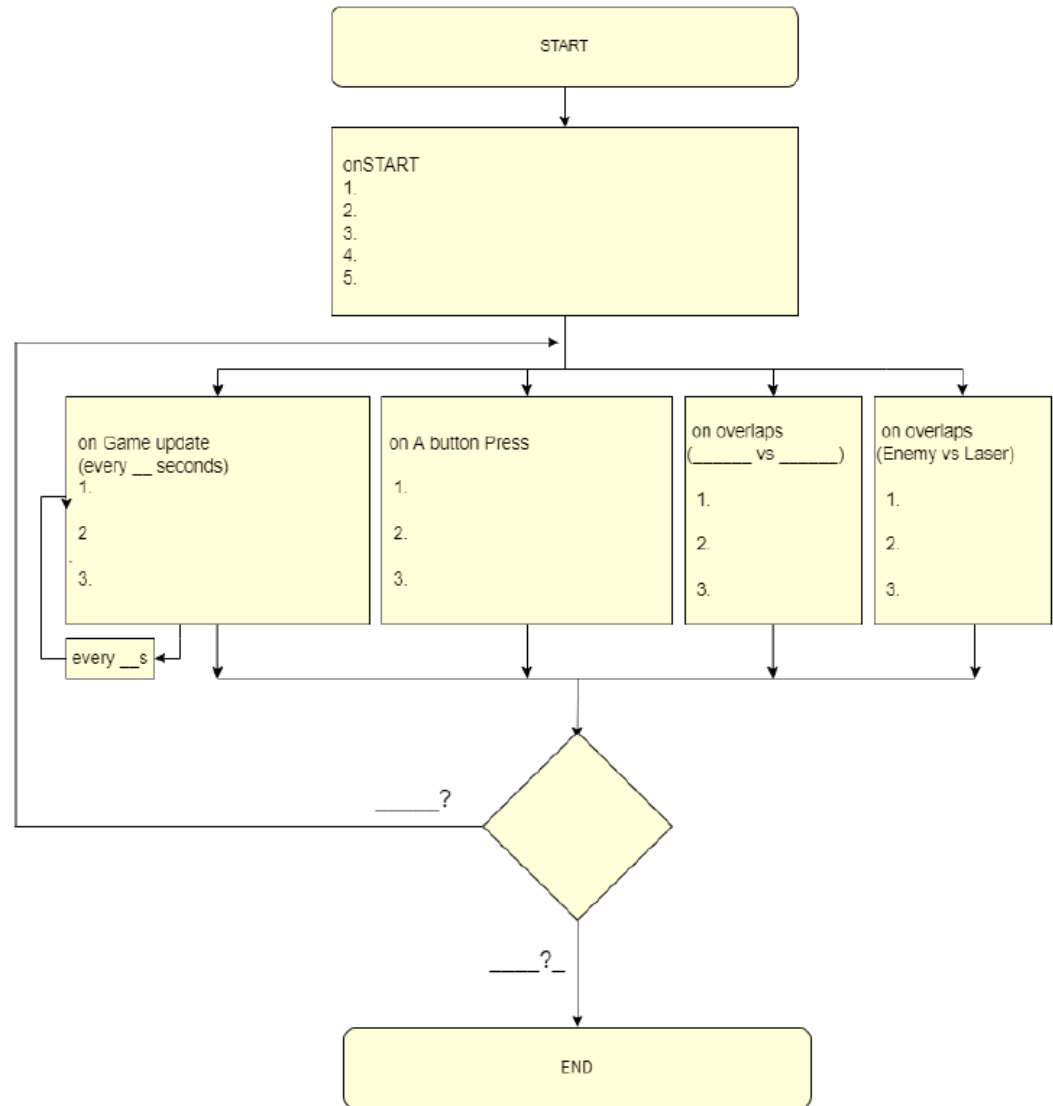 START
onSTART
1.
2.
3.
4.
5.
on Game update
(every __ seconds)
1.
2
.
3.
every __s
on A button Press
1.
2.
3.
on overlaps
(______ vs ______)
1.
2.
3.
on overlaps
(Enemy vs Laser)
1.
2.
3.
_____?
____?_
END